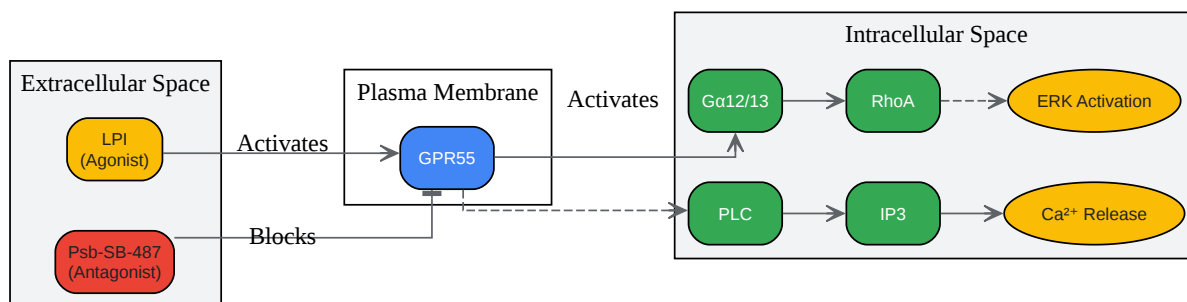 Extracellular Space
LPI
(Agonist)
Psb-SB-487
(Antagonist)
Activates
Blocks
Plasma Membrane
GPR55
Activates
Intracellular Space
Gα12/13
RhoA
ERK Activation
PLC
IP3
Ca²⁺ Release